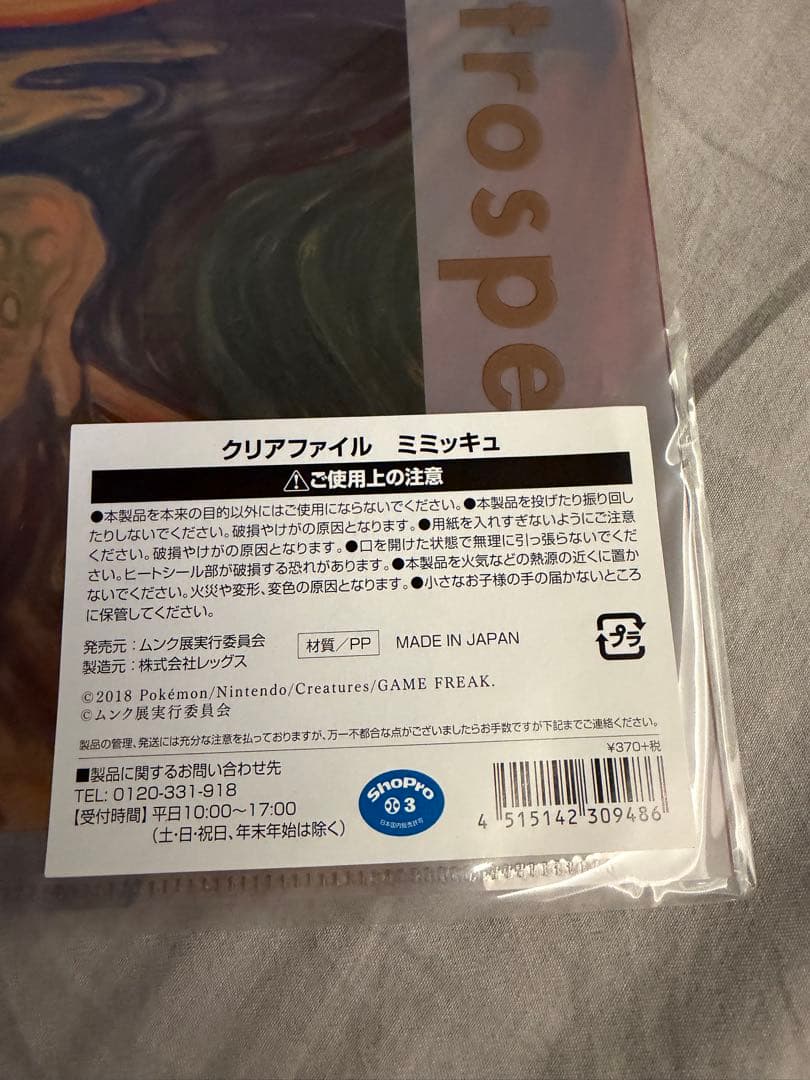 trospe
クリアファイル ミミッキュ
⚠ご使用上の注意
●本製品を本来の目的以外にはご使用にならないでください。●本製品を投げたり振り回し
たりしないでください。破損やけがの原因となります。●用紙を入れすぎないようにご注意
ください。破損やけがの原因となります。●口を開けた状態で無理に引っ張らないでくだ
さい。ヒートシール部が破損する恐れがあります。●本製品を火気などの熱源の近くに置か
ないでください。火災や変形、変色の原因となります。●小さなお子様の手の届かないところ
に保管してください。
発売元：ムンク展実行委員会 材質／PP MADE IN JAPAN プラ
製造元：株式会社レッグス
©2018 Pokémon/Nintendo/Creatures/GAME FREAK.
©ムンク展実行委員会
製品の管理、発送には充分な注意を払っておりますが、万一不都合な点がございましたらお手数ですが下記までご連絡ください。
¥370+税
■製品に関するお問い合わせ先
TEL: 0120-331-918
【受付時間】平日10:00～17:00
（土・日・祝日、年末年始は除く）
ShoPro
3
日本国内販売許可
4 515142 309486